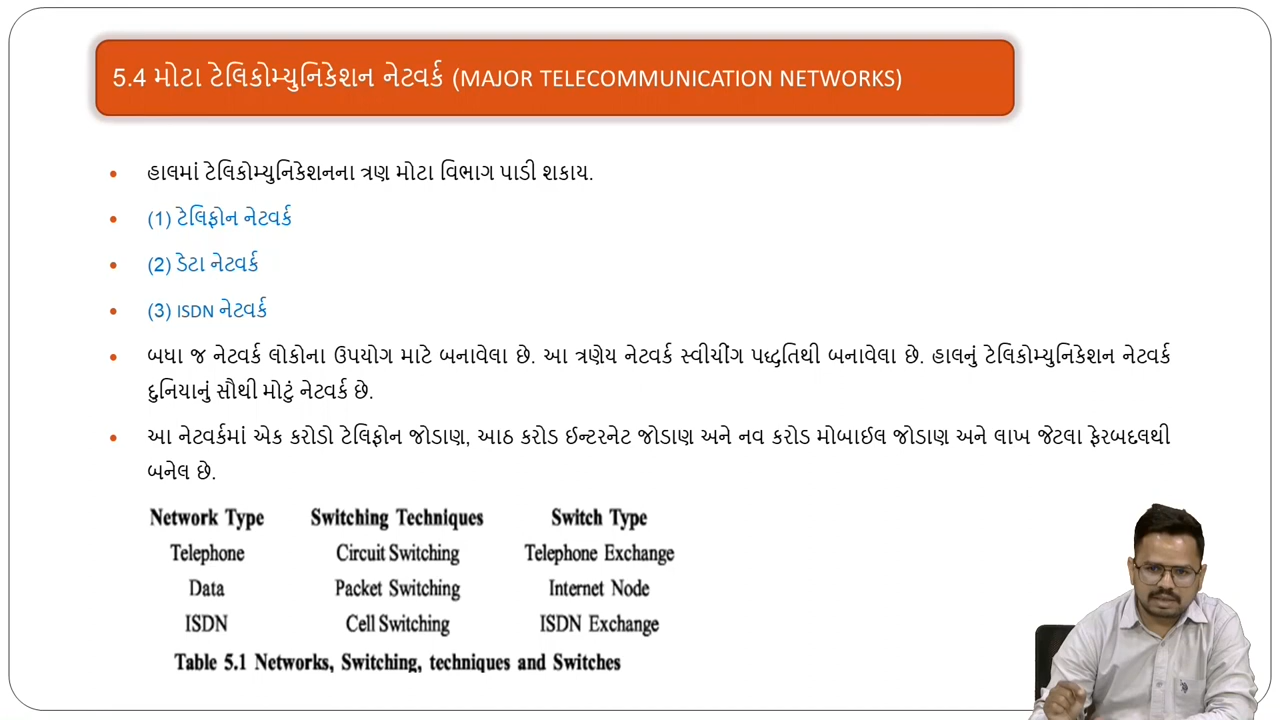 5.4 મોટા ટેલિકોમ્યુનિકેશન નેટવર્ક (MAJOR TELECOMMUNICATION NETWORKS)
• હાલમાં ટેલિકોમ્યુનિકેશનના ત્રણ મોટા વિભાગ પાડી શકાય.
• (1) ટેલિફોન નેટવર્ક
• (2) ડેટા નેટવર્ક
• (3) ISDN નેટવર્ક
• બધા જ નેટવર્ક લોકોના ઉપયોગ માટે બનાવેલા છે. આ ત્રણેય નેટવર્ક સ્વીચીંગ પધ્ધતિથી બનાવેલા છે. હાલનું ટેલિકોમ્યુનિકેશન નેટવર્ક
દુનિયાનું સૌથી મોટું નેટવર્ક છે.
• આ નેટવર્કમાં એક કરોડો ટેલિફોન જોડાણ, આઠ કરોડ ઈન્ટરનેટ જોડાણ અને નવ કરોડ મોબાઈલ જોડાણ અને લાખ જેટલા ફેરબદલથી
બનેલ છે.
Network Type Switching Techniques Switch Type
Telephone Circuit Switching Telephone Exchange
Data Packet Switching Internet Node
ISDN Cell Switching ISDN Exchange
Table 5.1 Networks, Switching, techniques and Switches